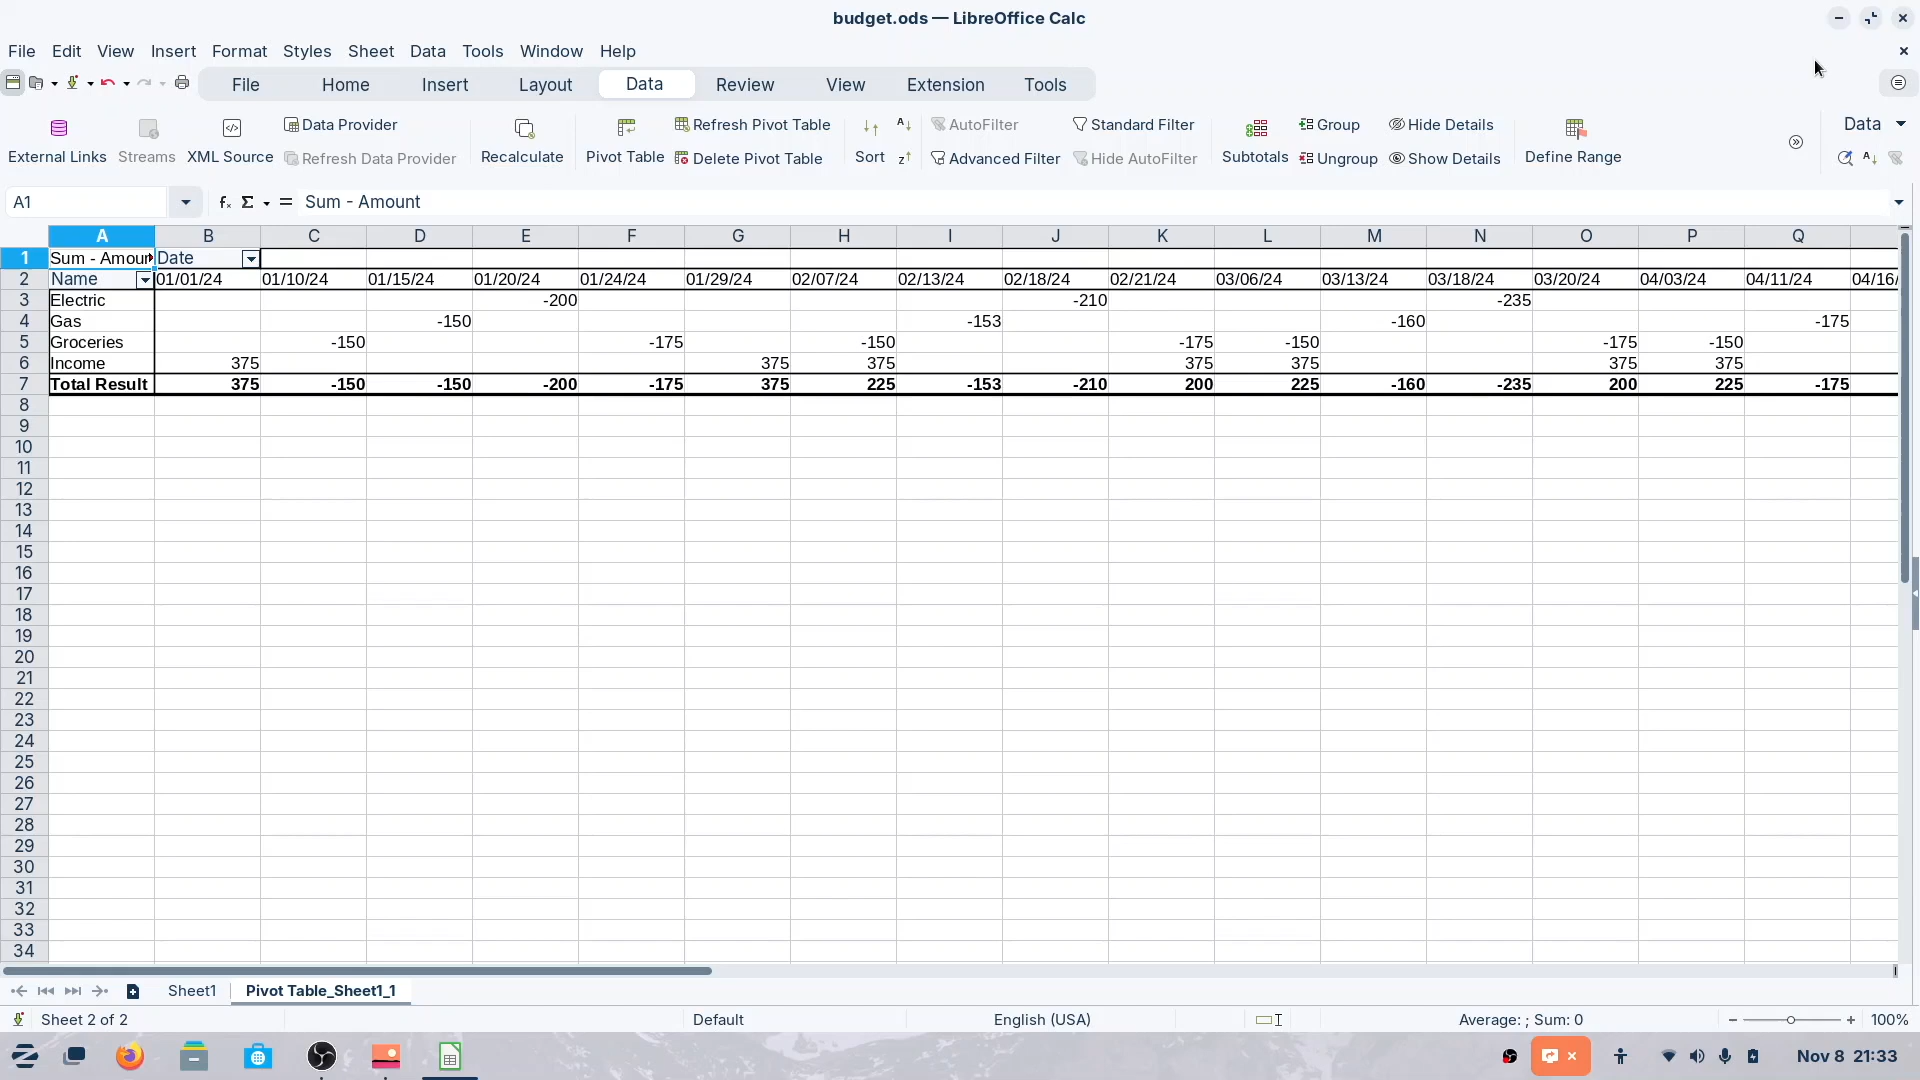 budget.ods — LibreOffice Calc
File Edit View Insert Format Styles Sheet Data Tools Window Help
File Home Insert Layout Data Review View Extension Tools
Data Provider Refresh Pivot Table AutoFilter Standard Filter Group Hide Details Data
External Links Streams XML Source Refresh Data Provider Recalculate Pivot Table Delete Pivot Table Sort Advanced Filter Hide AutoFilter Subtotals Ungroup Show Details Define Range
A1 Sum - Amount
A B C D E F G H I J K L M N O P Q
1 Sum - Amoun Date
2 Name 01/01/24 01/10/24 01/15/24 01/20/24 01/24/24 01/29/24 02/07/24 02/13/24 02/18/24 02/21/24 03/06/24 03/13/24 03/18/24 03/20/24 04/03/24 04/11/24 04/16/
3 Electric -200 -210 -235
4 Gas -150 -153 -160 -175
5 Groceries -150 -175 -150 -175 -150 -175 -150
6 Income 375 375 375 375 375 375 375
7 Total Result 375 -150 -150 -200 -175 375 225 -153 -210 200 225 -160 -235 200 225 -175
8
9
10
11
12
13
14
15
16
17
18
19
20
21
22
23
24
25
26
27
28
29
30
31
32
33
34
Sheet1 Pivot Table_Sheet1_1
Sheet 2 of 2 Default English (USA) Average: ; Sum: 0 100%
Nov 8 21:33